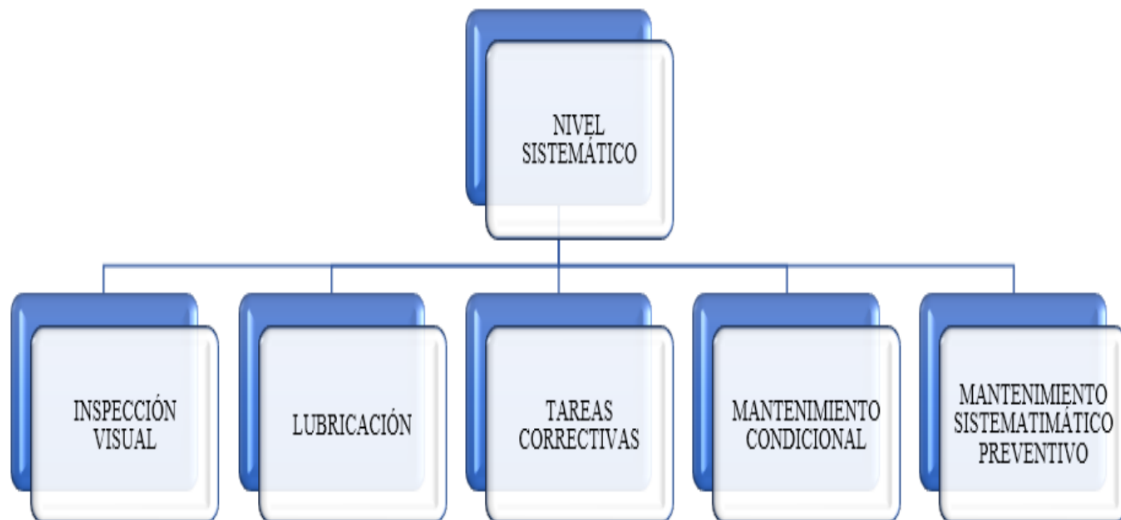 NIVEL
SISTEMÁTICO
INSPECCIÓN
VISUAL
LUBRICACIÓN
TAREAS
CORRECTIVAS
MANTENIMIENTO
CONDICIONAL
MANTENIMIENTO
SISTEMATIMÁTICO
PREVENTIVO